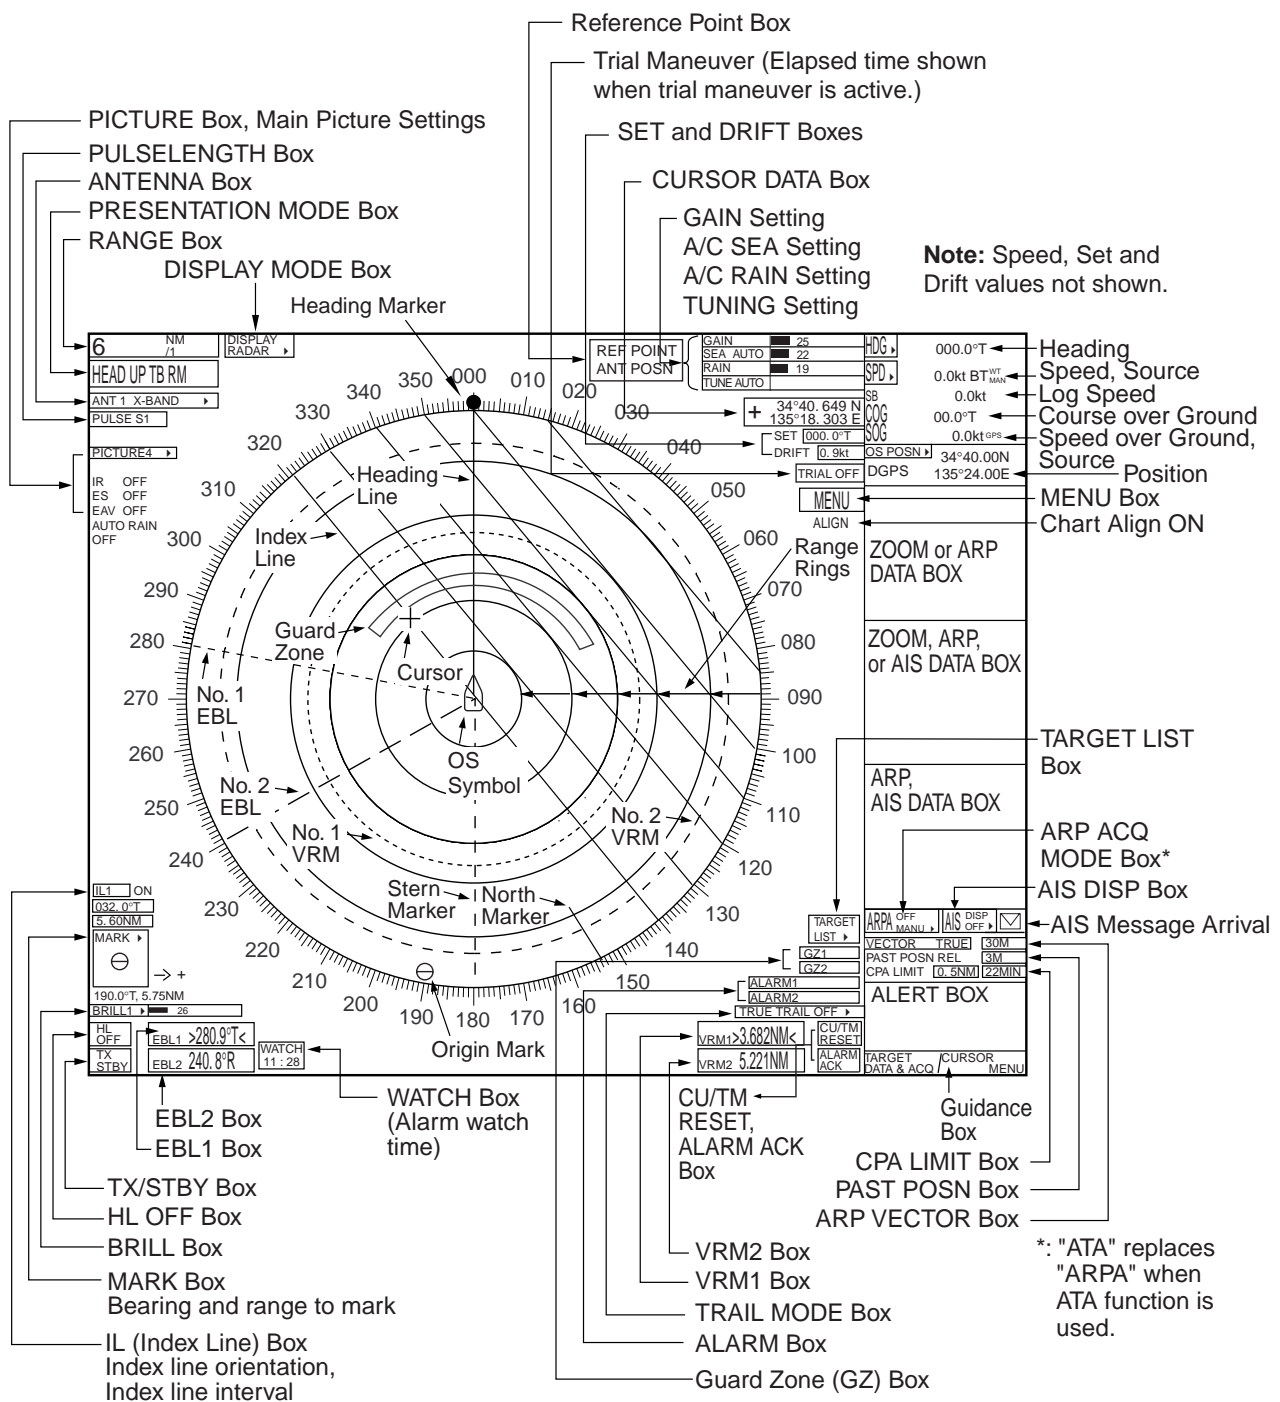 Reference Point Box
Trial Maneuver (Elapsed time shown
when trial maneuver is active.)
PICTURE Box, Main Picture Settings
SET and DRIFT Boxes
PULSELENGTH Box
ANTENNA Box
CURSOR DATA Box
PRESENTATION MODE Box
GAIN Setting
RANGE Box
A/C SEA Setting
DISPLAY MODE Box
A/C RAIN Setting
TUNING Setting
Note: Speed, Set and
Drift values not shown.
Heading Marker
6 NM
/1
DISPLAY
RADAR
HEAD UP TB RM
ANT 1 X-BAND
PULSE S1
PICTURE4
IR OFF
ES OFF
EAV OFF
AUTO RAIN
OFF
REF POINT
ANT POSN
GAIN 25
SEA AUTO 22
RAIN 19
TUNE AUTO
+ 34°40. 649 N
135°18. 303 E
SET 000. 0°T
DRIFT 0. 9kt
TRIAL OFF
MENU
ALIGN
HDG 000.0°T
SPD 0.0kt BT WT
MAN
SB 0.0kt
COG 00.0°T
SOG 0.0kt GPS
OS POSN 34°40.00N
DGPS 135°24.00E
Heading
Speed, Source
Log Speed
Course over Ground
Speed over Ground,
Source
Position
MENU Box
Chart Align ON
ZOOM or ARP
DATA BOX
ZOOM, ARP,
or AIS DATA BOX
ARP,
AIS DATA BOX
000
010
020
030
040
050
060
070
080
090
100
110
120
130
140
150
160
170
180
190
200
210
220
230
240
250
260
270
280
290
300
310
320
330
340
350
Heading
Line
Index
Line
Range
Rings
Guard
Zone
Cursor
No. 1
EBL
OS
Symbol
No. 2
EBL
No. 1
VRM
No. 2
VRM
Stern
Marker
North
Marker
Origin Mark
TARGET LIST
Box
ARP ACQ
MODE Box*
AIS DISP Box
AIS Message Arrival
IL1 ON
032. 0°T
5. 60NM
MARK
+
190.0°T, 5.75NM
BRILL1 26
HL
OFF
EBL1 >280.9°T<
TX
STBY
EBL2 240. 8°R
WATCH
11 : 28
TARGET
LIST
GZ1
GZ2
ALARM1
ALARM2
TRUE TRAIL OFF
VRM1 >3.682NM<
CU/TM
RESET
VRM2 5.221NM
ALARM
ACK
ARPA OFF
MANU
AIS DISP
OFF
VECTOR TRUE 30M
PAST POSN REL 3M
CPA LIMIT 0. 5NM 22MIN
ALERT BOX
TARGET
DATA & ACQ
/CURSOR
MENU
EBL2 Box
EBL1 Box
WATCH Box
(Alarm watch
time)
CU/TM
RESET,
ALARM ACK
Box
Guidance
Box
CPA LIMIT Box
PAST POSN Box
ARP VECTOR Box
TX/STBY Box
HL OFF Box
BRILL Box
MARK Box
Bearing and range to mark
IL (Index Line) Box
Index line orientation,
Index line interval
VRM2 Box
VRM1 Box
TRAIL MODE Box
ALARM Box
Guard Zone (GZ) Box
*: "ATA" replaces
"ARPA" when
ATA function is
used.